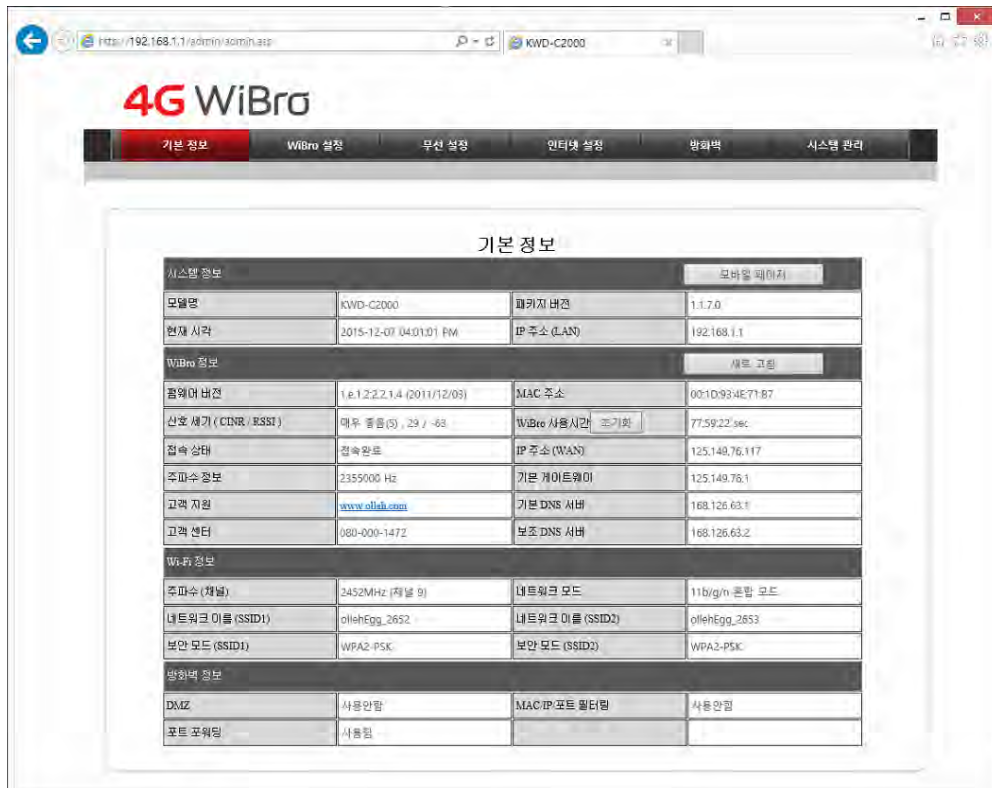 192.168.1.1/admin/admin.asp KWD-C2000
4G WiBro
기본 정보 WiBro 설정 무선 설정 인터넷 설정 방화벽 시스템 관리
기본 정보
시스템 정보 모바일 페이지
모델명 KWD-C2000 패키지 버전 1.1.7.0
현재 시각 2015-12-07 04:01:01 PM IP 주소 (LAN) 192.168.1.1
WiBro 정보 새로 고침
펌웨어 버전 1.e.1.2:2.2.1.4 (2011/12/03) MAC 주소 00:1D:93:4E:71:B7
신호 세기 ( CINR / RSSI ) 매우 좋음(5) , 29 / -63 WiBro 사용시간 초기화 77:59:22 sec
접속 상태 접속완료 IP 주소 (WAN) 125.149.76.117
주파수 정보 2355000 Hz 기본 게이트웨이 125.149.76.1
고객 지원 www.olleh.com 기본 DNS 서버 168.126.63.1
고객 센터 080-000-1472 보조 DNS 서버 168.126.63.2
Wi-Fi 정보
주파수 (채널) 2452MHz (채널 9) 네트워크 모드 11b/g/n 혼합 모드
네트워크 이름 (SSID1) ollehEgg_2652 네트워크 이름 (SSID2) ollehEgg_2653
보안 모드 (SSID1) WPA2-PSK 보안 모드 (SSID2) WPA2-PSK
방화벽 정보
DMZ 사용안함 MAC/IP/포트 필터링 사용안함
포트 포워딩 사용됨